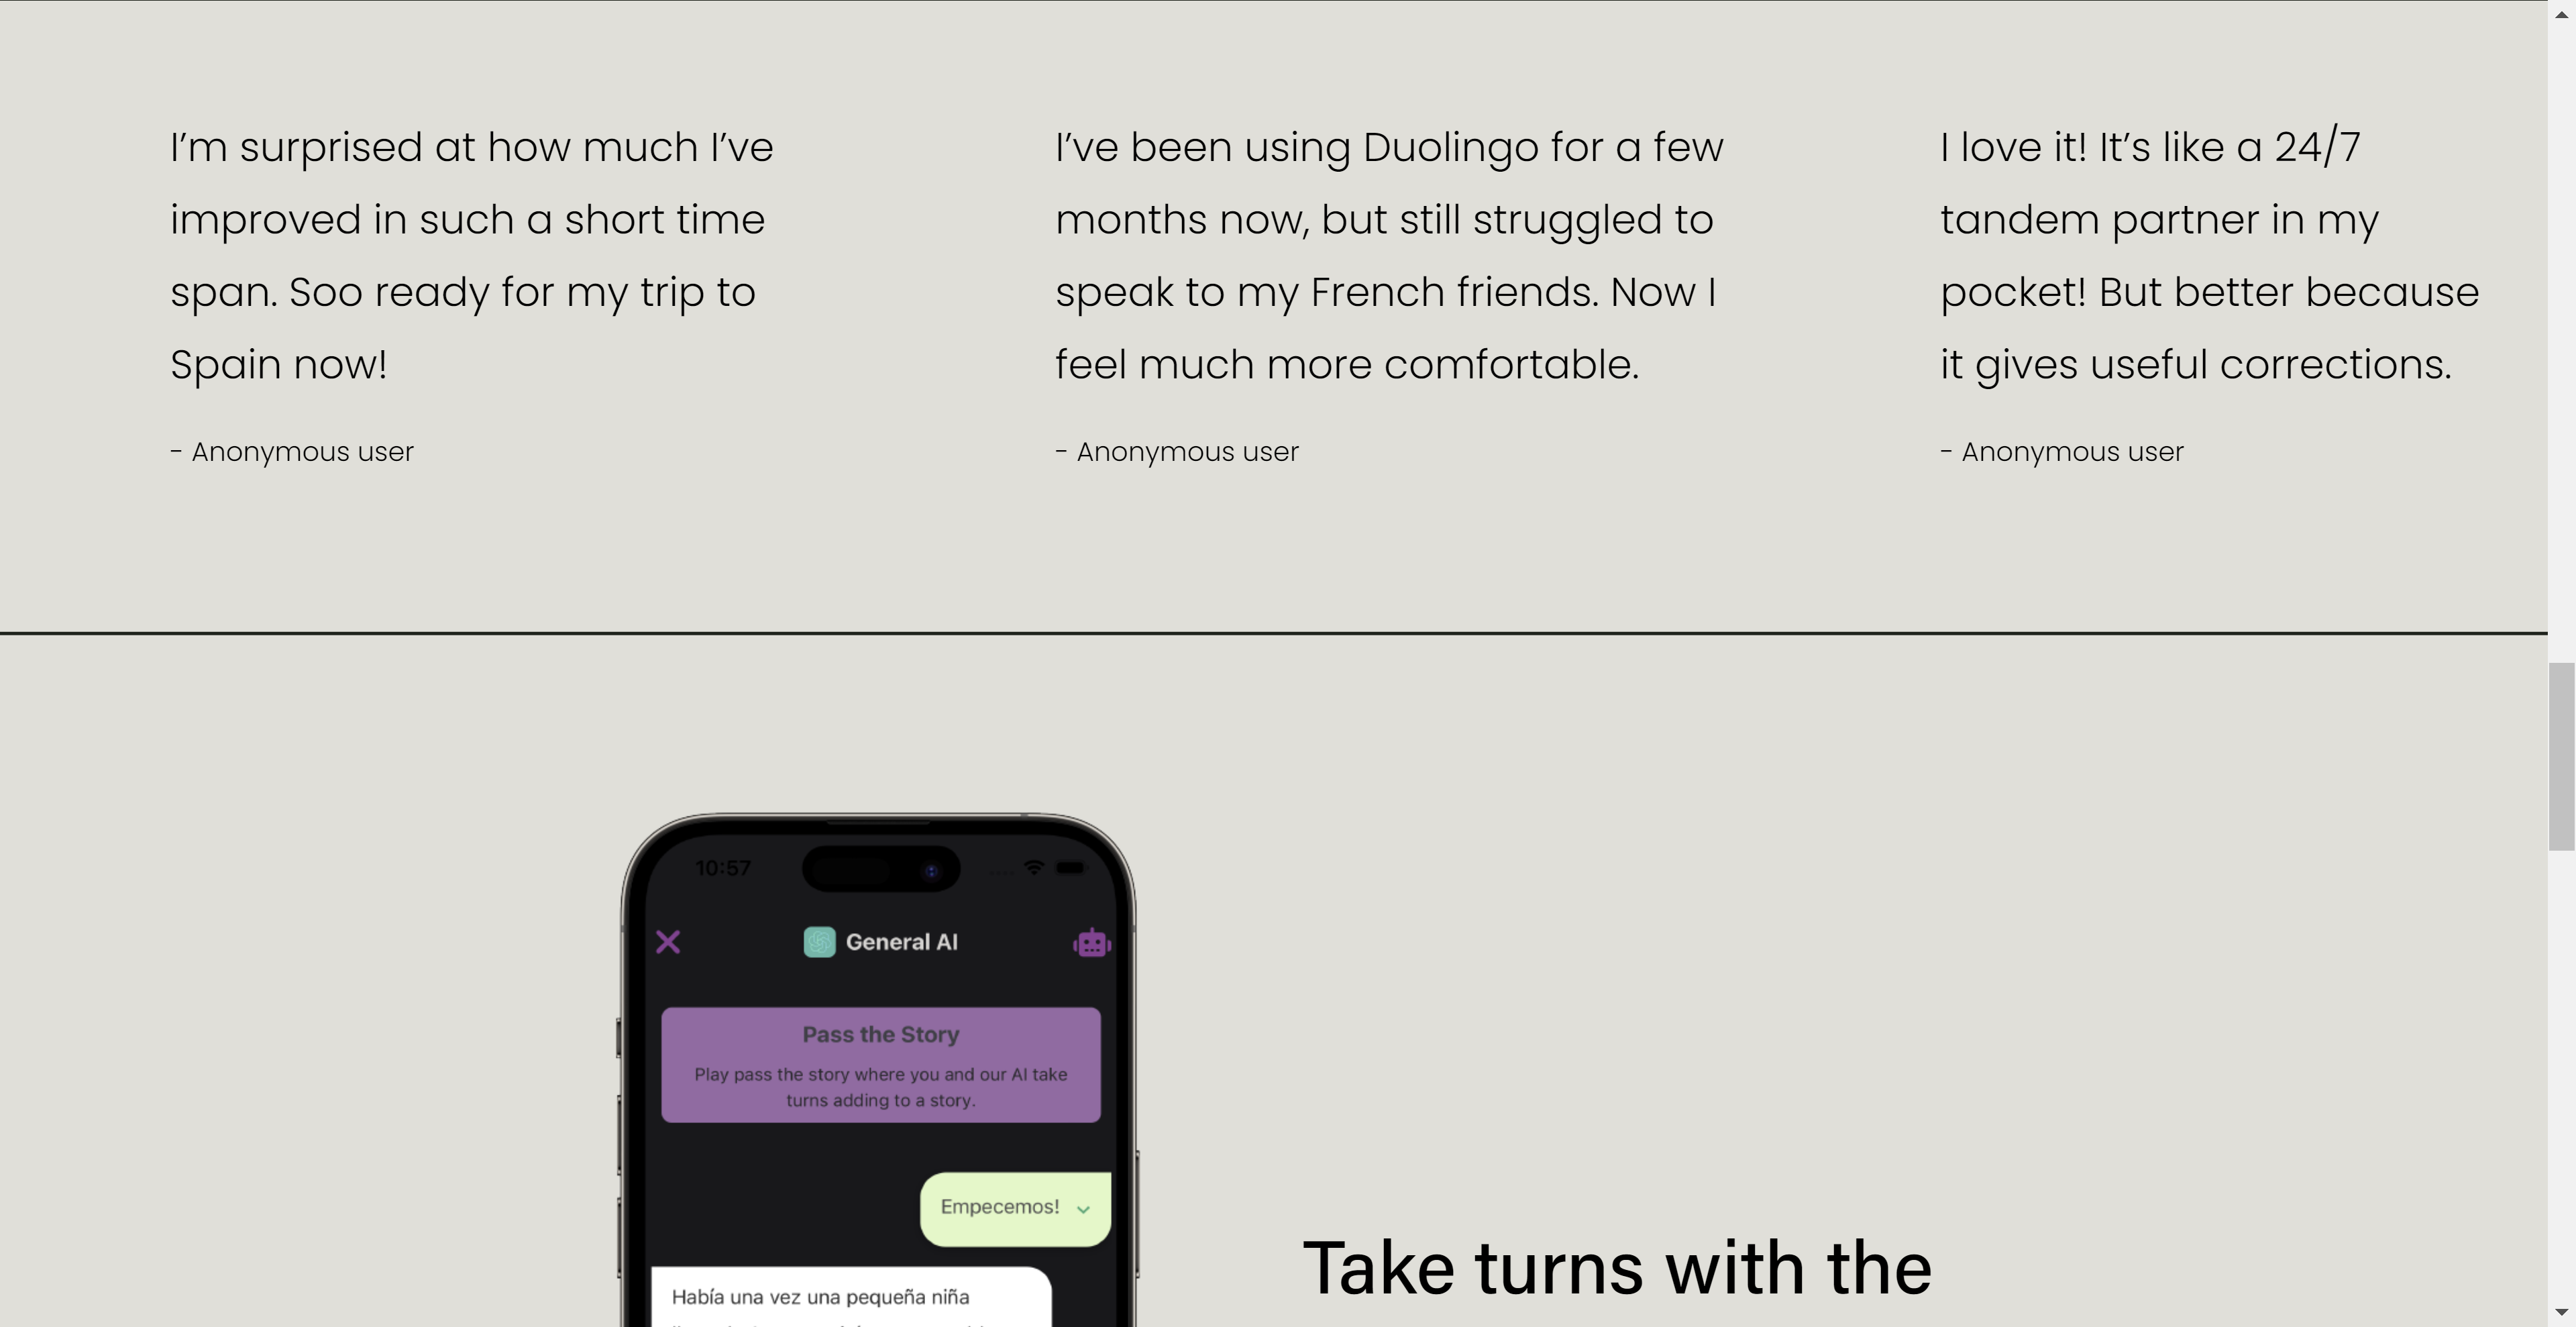 I’m surprised at how much I’ve
improved in such a short time
span. Soo ready for my trip to
Spain now!
- Anonymous user
I’ve been using Duolingo for a few
months now, but still struggled to
speak to my French friends. Now I
feel much more comfortable.
- Anonymous user
I love it! It’s like a 24/7
tandem partner in my
pocket! But better because
it gives useful corrections.
- Anonymous user
10:57
General AI
Pass the Story
Play pass the story where you and our AI take
turns adding to a story.
Empecemos!
Había una vez una pequeña niña
Take turns with the